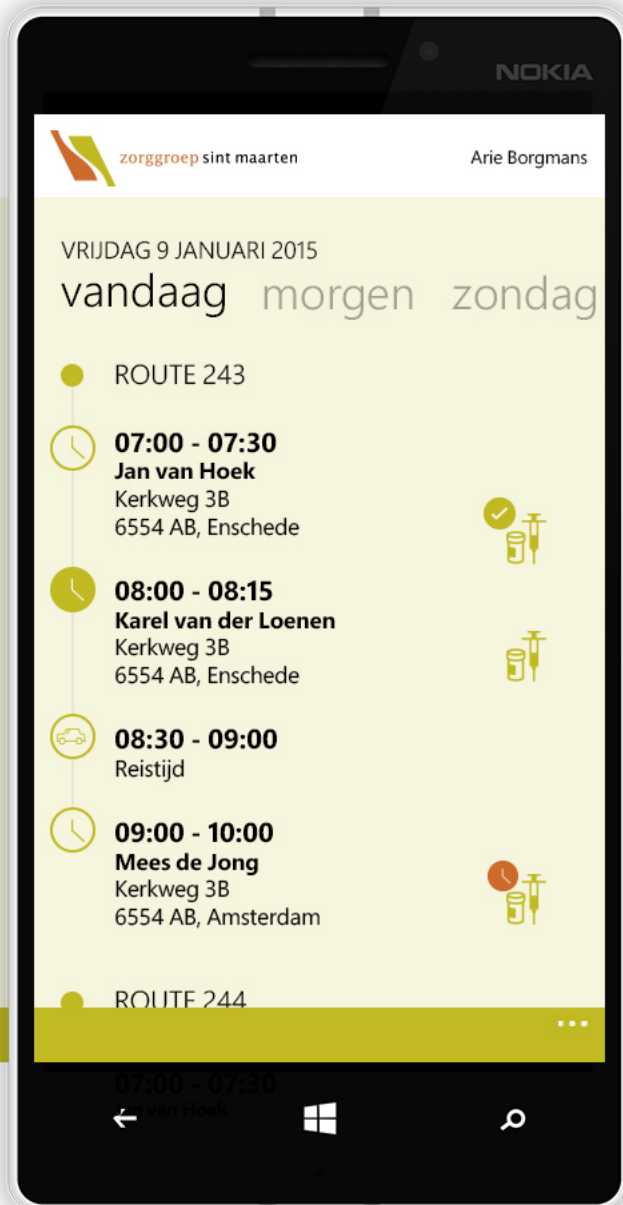 NOKIA
zorggroep sint maarten
Arie Borgmans
VRIJDAG 9 JANUARI 2015
vandaag morgen zondag
ROUTE 243
07:00 - 07:30
Jan van Hoek
Kerkweg 3B
6554 AB, Enschede
08:00 - 08:15
Karel van der Loenen
Kerkweg 3B
6554 AB, Enschede
08:30 - 09:00
Reistijd
09:00 - 10:00
Mees de Jong
Kerkweg 3B
6554 AB, Amsterdam
ROUTE 244
...
07:00 - 07:30
Jan van Hoek